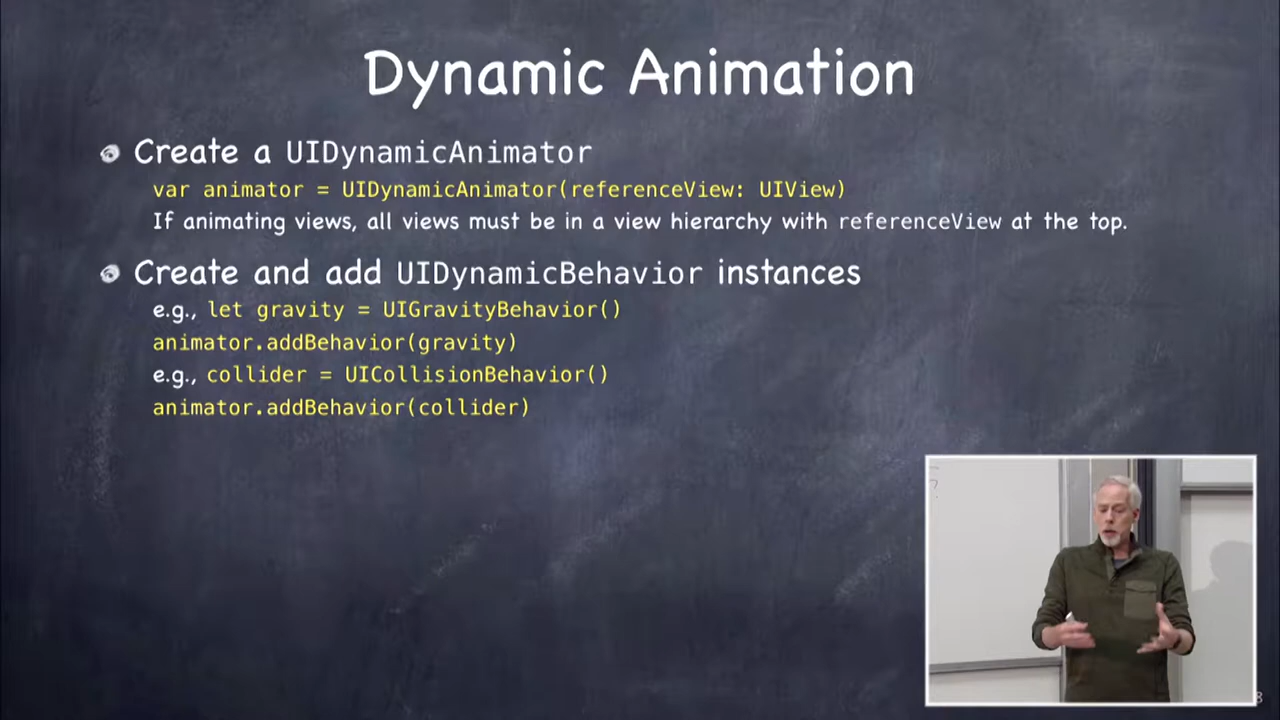 Dynamic Animation
Create a UIDynamicAnimator
var animator = UIDynamicAnimator(referenceView: UIView)
If animating views, all views must be in a view hierarchy with referenceView at the top.
Create and add UIDynamicBehavior instances
e.g., let gravity = UIGravityBehavior()
animator.addBehavior(gravity)
e.g., collider = UICollisionBehavior()
animator.addBehavior(collider)